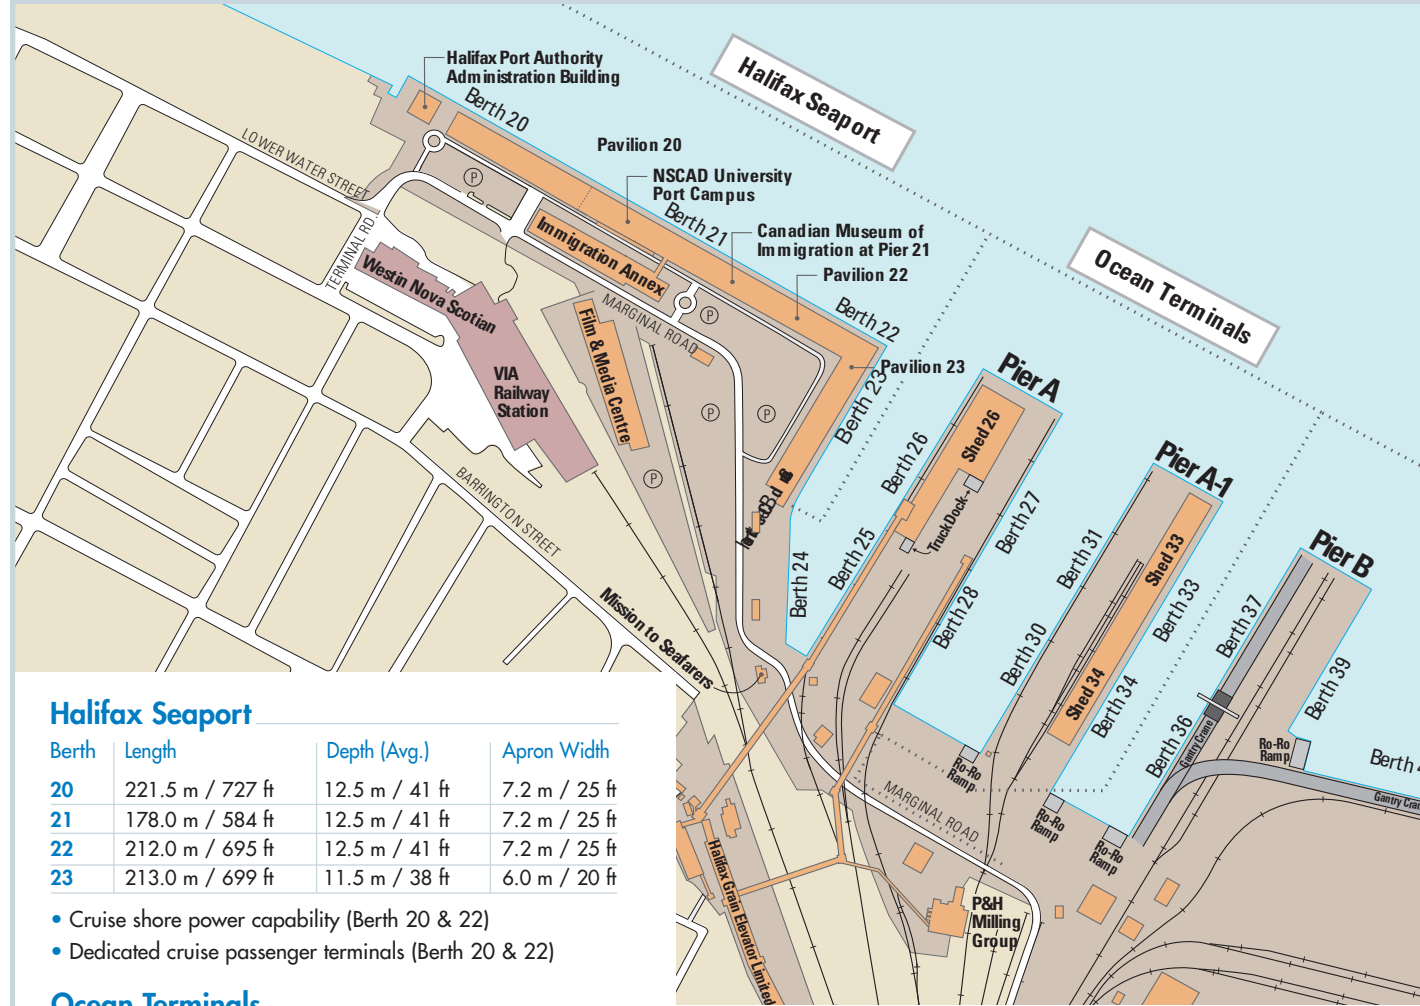 Halifax Port Authority
Administration Building
Berth 20
Pavilion 20
NSCAD University
Port Campus
Berth 21
Canadian Museum of
Immigration at Pier 21
Pavilion 22
Berth 22
Pavilion 23
Berth 23
Halifax Seaport
Ocean Terminals
LOWER WATER STREET
TERMINAL RD.
P
Immigration Annex
Westin Nova Scotian
VIA
Railway
Station
Film & Media Centre
MARGINAL ROAD
P
P
P
P
BARRINGTON STREET
Mission to Seafarers
Berth 24
Berth 25
Berth 26
Pier A
Shed 26
Truck Dock
Berth 27
Berth 28
Berth 30
Berth 31
Pier A-1
Shed 33
Shed 34
Berth 33
Berth 34
Berth 36
Berth 37
Pier B
Berth 39
Gantry Crane
Ro-Ro
Ramp
Ro-Ro
Ramp
Ro-Ro
Ramp
Ro-Ro
Ramp
Berth
Gantry Cran
MARGINAL ROAD
Halifax Grain Elevator Limited
P&H
Milling
Group
Halifax Seaport
Berth Length Depth (Avg.) Apron Width
20 221.5 m / 727 ft 12.5 m / 41 ft 7.2 m / 25 ft
21 178.0 m / 584 ft 12.5 m / 41 ft 7.2 m / 25 ft
22 212.0 m / 695 ft 12.5 m / 41 ft 7.2 m / 25 ft
23 213.0 m / 699 ft 11.5 m / 38 ft 6.0 m / 20 ft
• Cruise shore power capability (Berth 20 & 22)
• Dedicated cruise passenger terminals (Berth 20 & 22)
Ocean Terminals